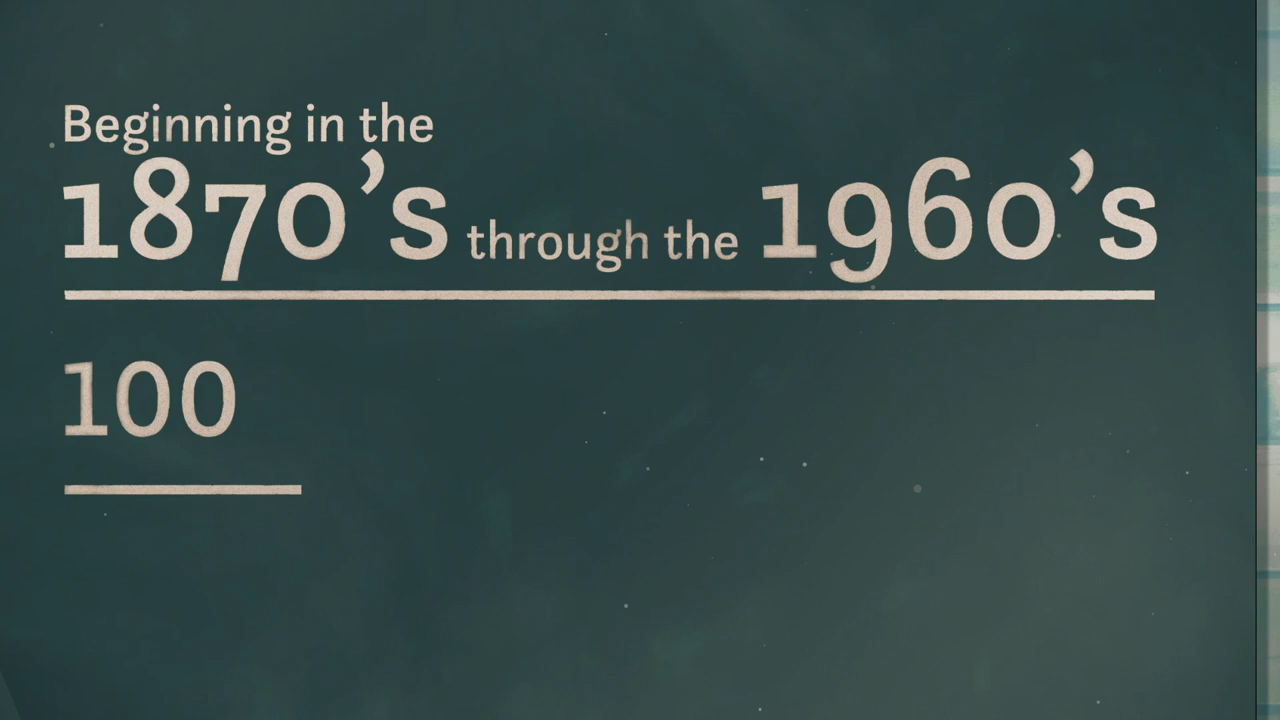 Beginning in the
1870’s through the 1960’s
100